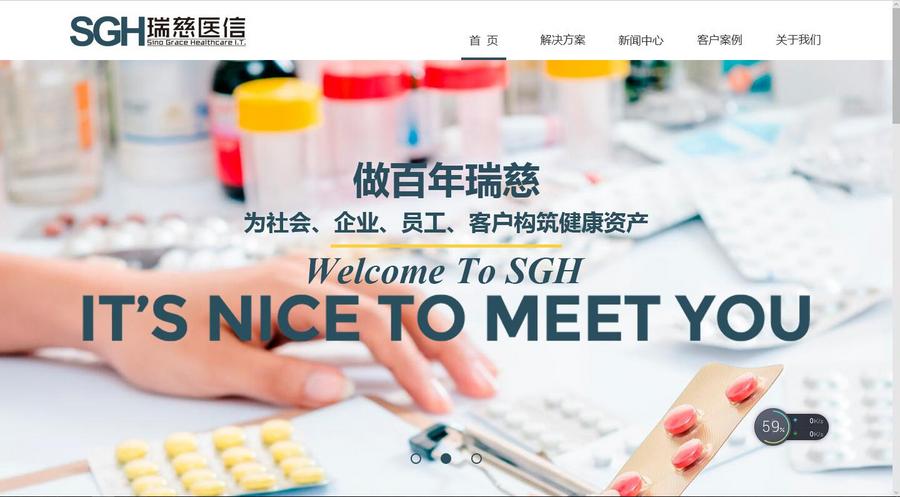 SGH瑞慈医信
Sino Grace Healthcare I.T.
首 页
解决方案
新闻中心
客户案例
关于我们
做百年瑞慈
为社会、企业、员工、客户构筑健康资产
Welcome To SGH
IT'S NICE TO MEET YOU
59%
0K/s
0K/s